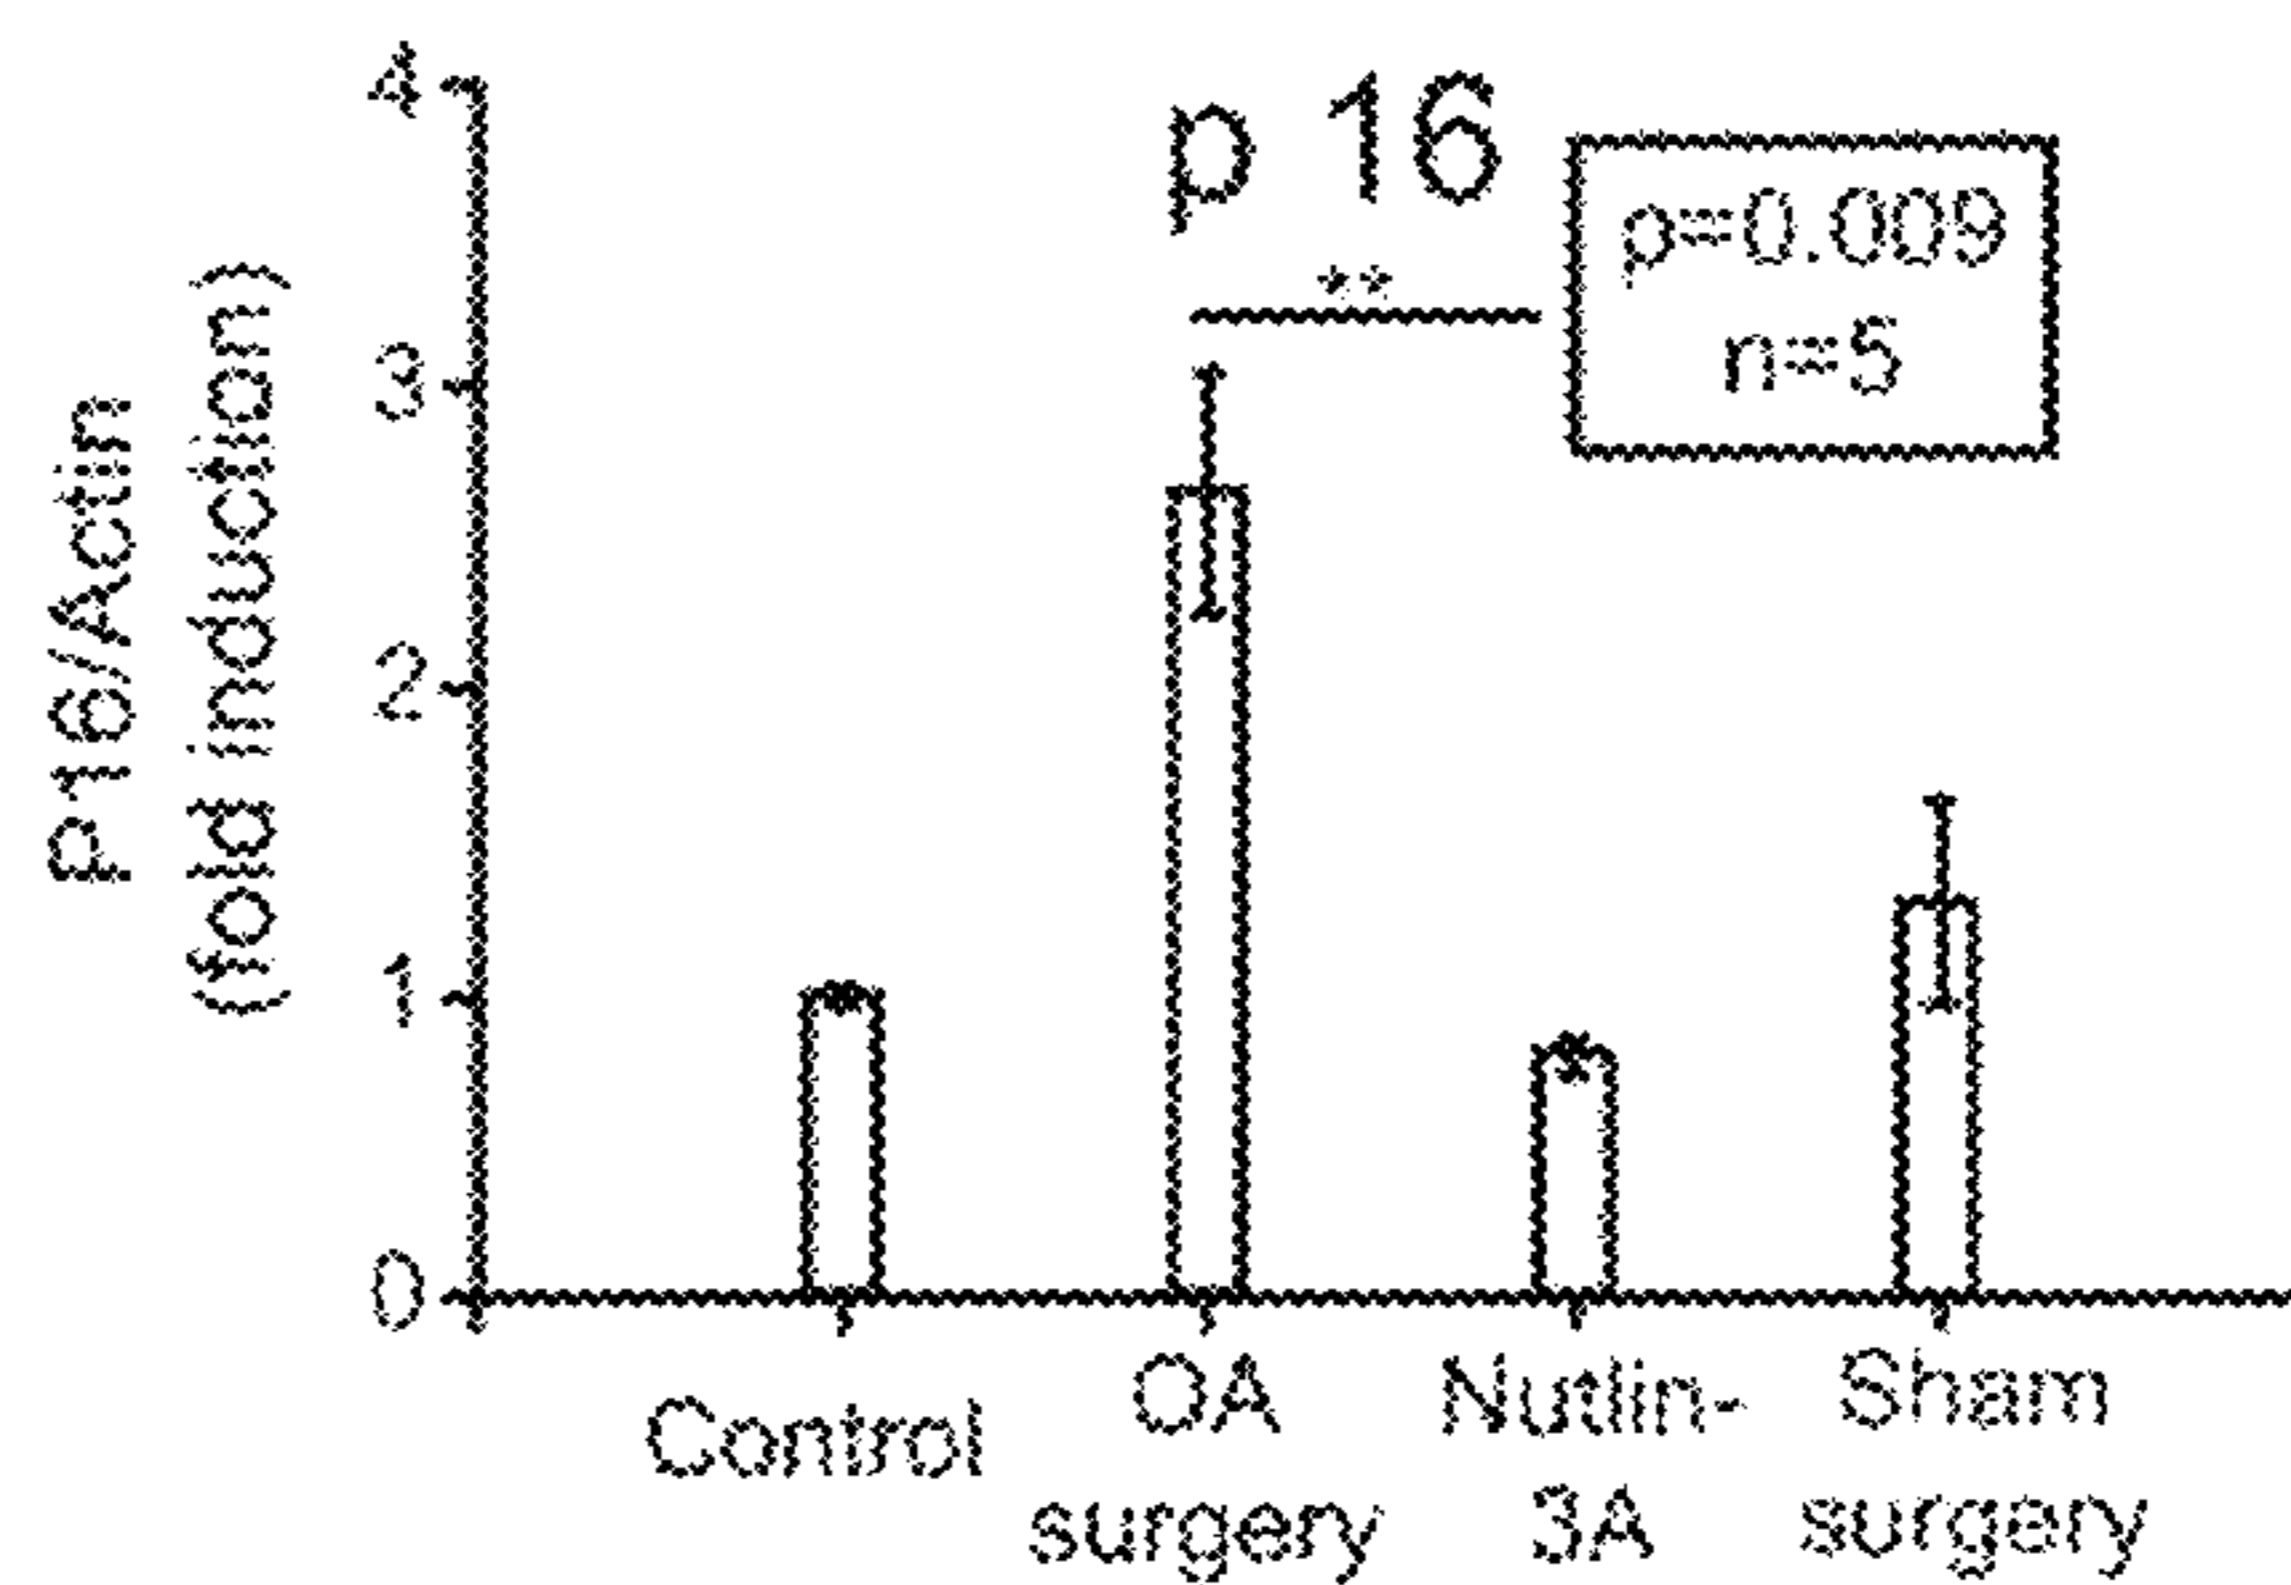 P16/Actin
(fold induction)
4
3
2
1
0
p 16
**
p=0.009
n=5
Control
OA
surgery
Nutlin-
3A
Sham
surgery